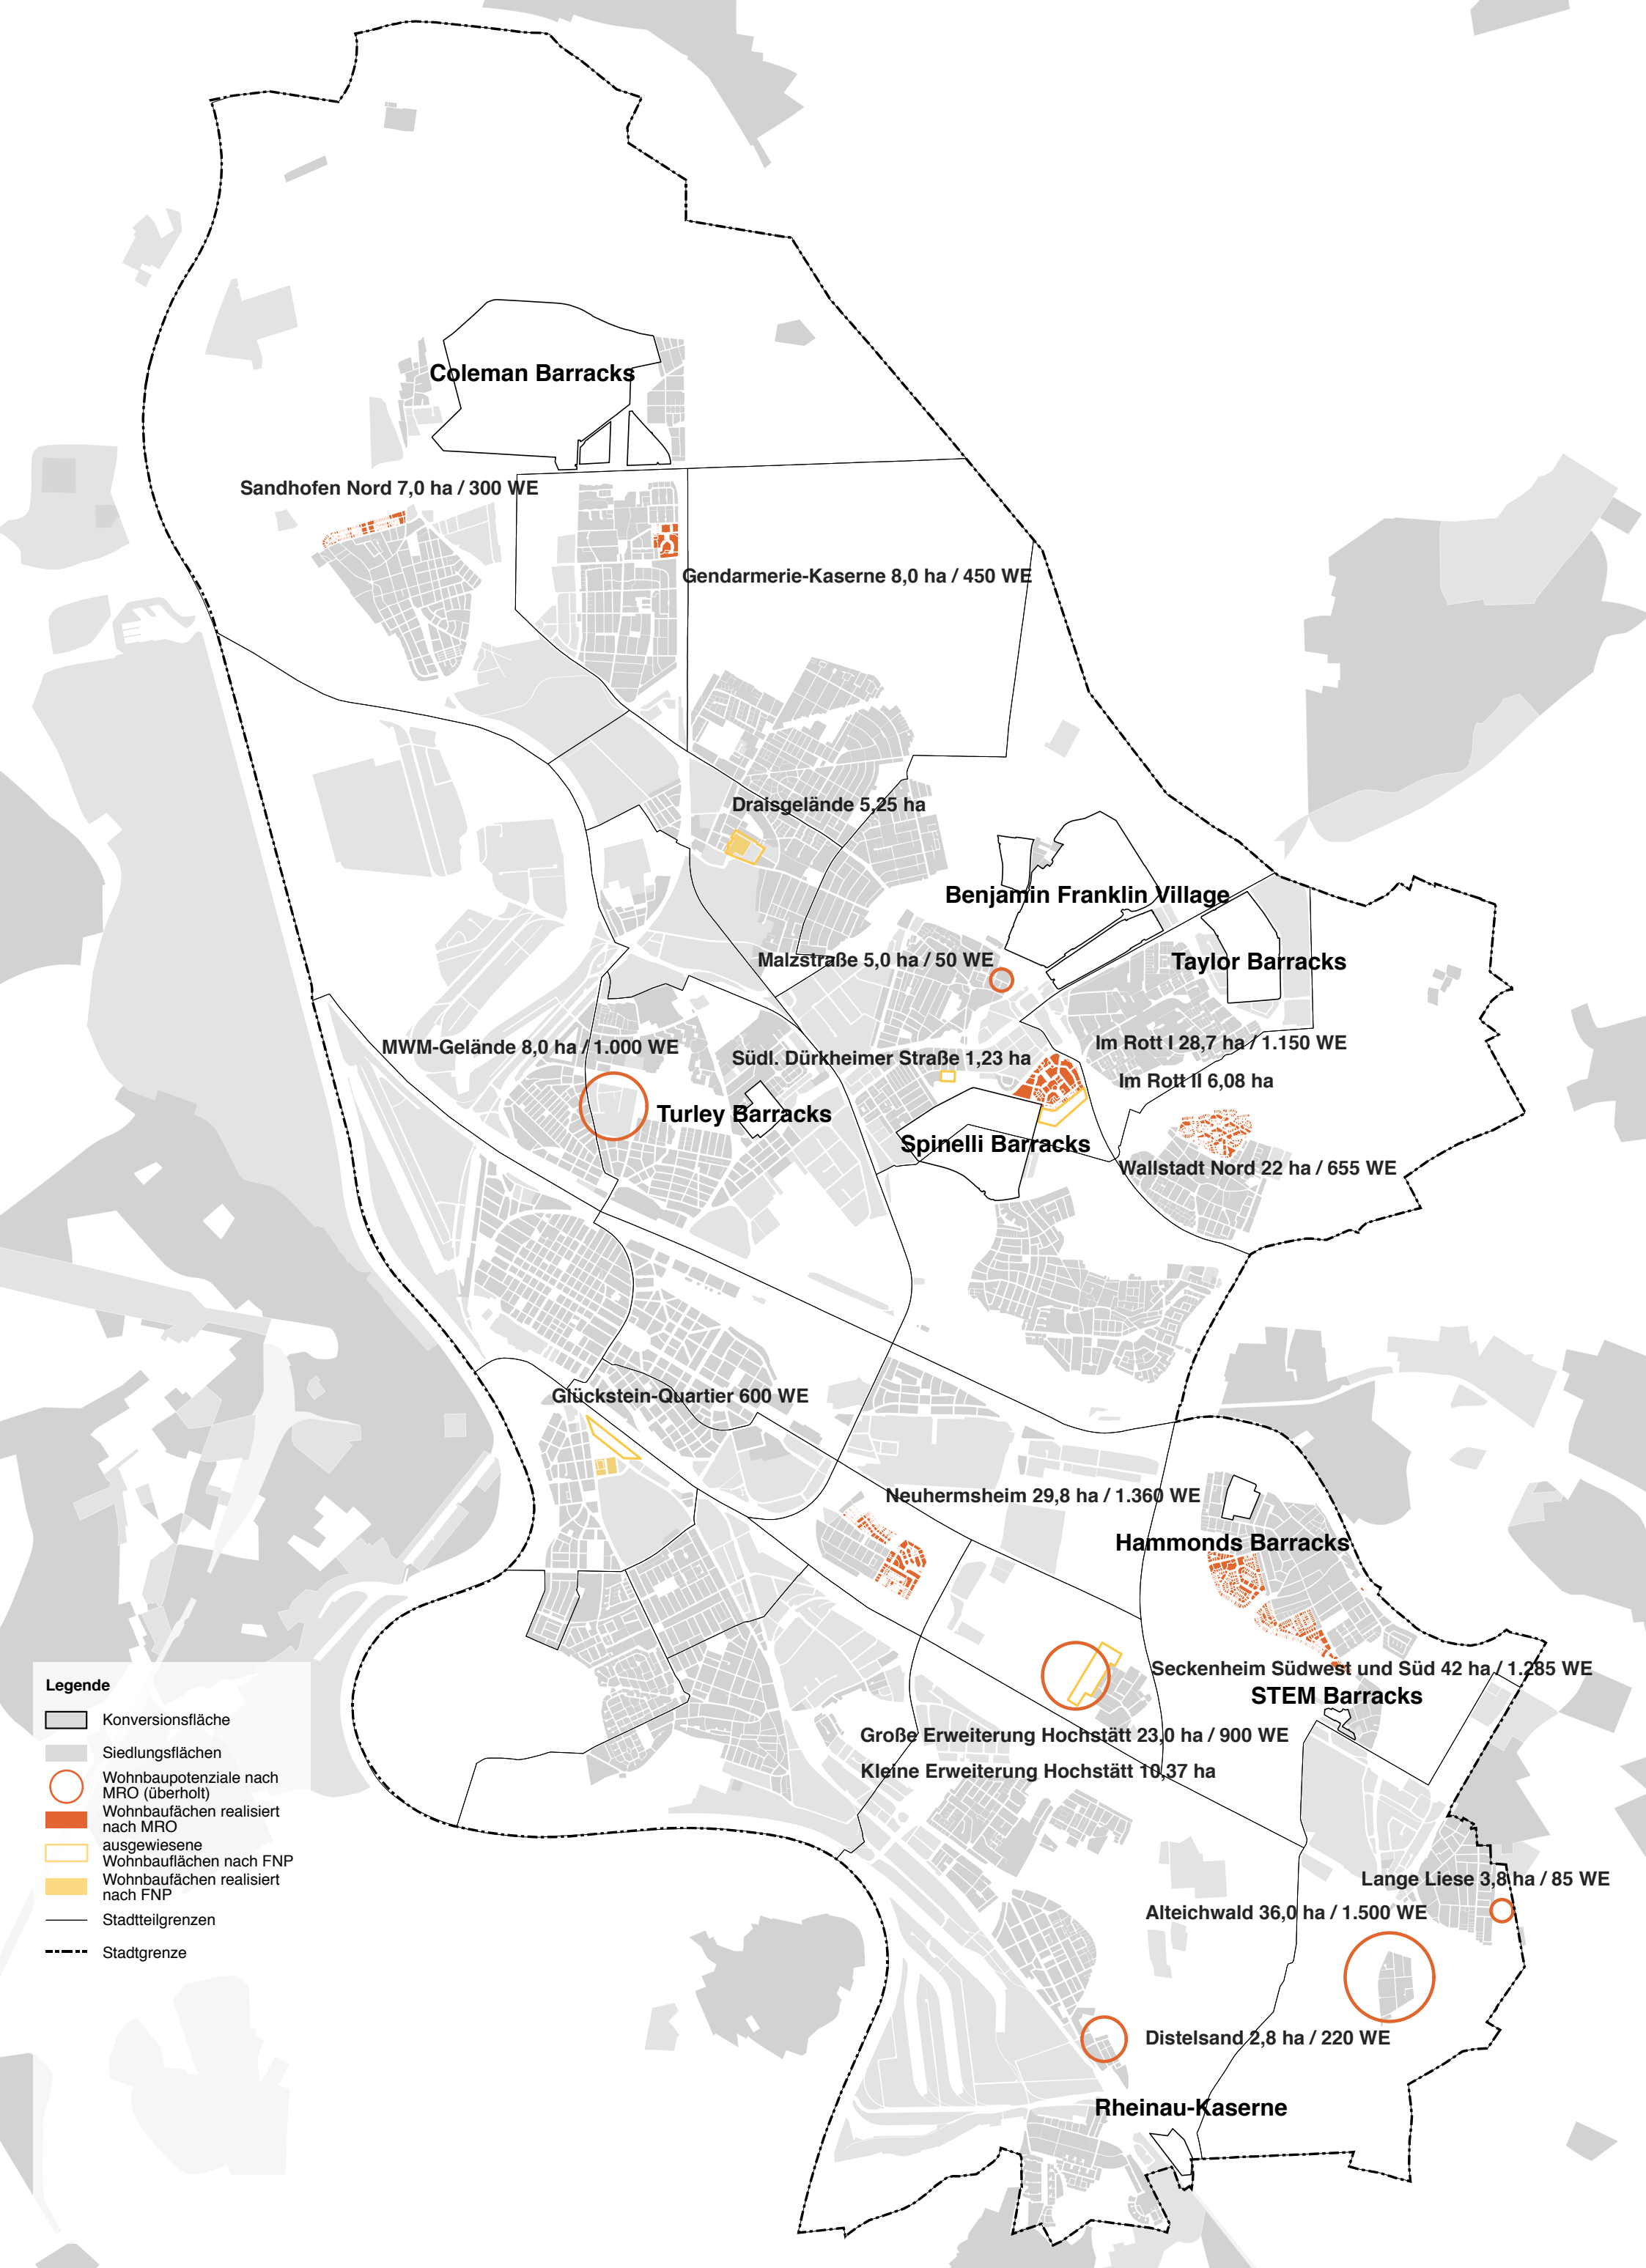 Coleman Barracks
Sandhofen Nord 7,0 ha / 300 WE
Gendarmerie-Kaserne 8,0 ha / 450 WE
Draisgelände 5,25 ha
Benjamin Franklin Village
Malzstraße 5,0 ha / 50 WE
Taylor Barracks
MWM-Gelände 8,0 ha / 1.000 WE
Südl. Dürkheimer Straße 1,23 ha
Im Rott I 28,7 ha / 1.150 WE
Im Rott II 6,08 ha
Turley Barracks
Spinelli Barracks
Wallstadt Nord 22 ha / 655 WE
Glückstein-Quartier 600 WE
Neuhermsheim 29,8 ha / 1.360 WE
Hammonds Barracks
Seckenheim Südwest und Süd 42 ha / 1.285 WE
STEM Barracks
Große Erweiterung Hochstätt 23,0 ha / 900 WE
Kleine Erweiterung Hochstätt 10,37 ha
Lange Liese 3,8 ha / 85 WE
Alteichwald 36,0 ha / 1.500 WE
Distelsand 2,8 ha / 220 WE
Rheinau-Kaserne
Legende
Konversionsfläche
Siedlungsflächen
Wohnbaupotenziale nach
MRO (überholt)
Wohnbaufächen realisiert
nach MRO
ausgewiesene
Wohnbauflächen nach FNP
Wohnbaufächen realisiert
nach FNP
Stadtteilgrenzen
Stadtgrenze